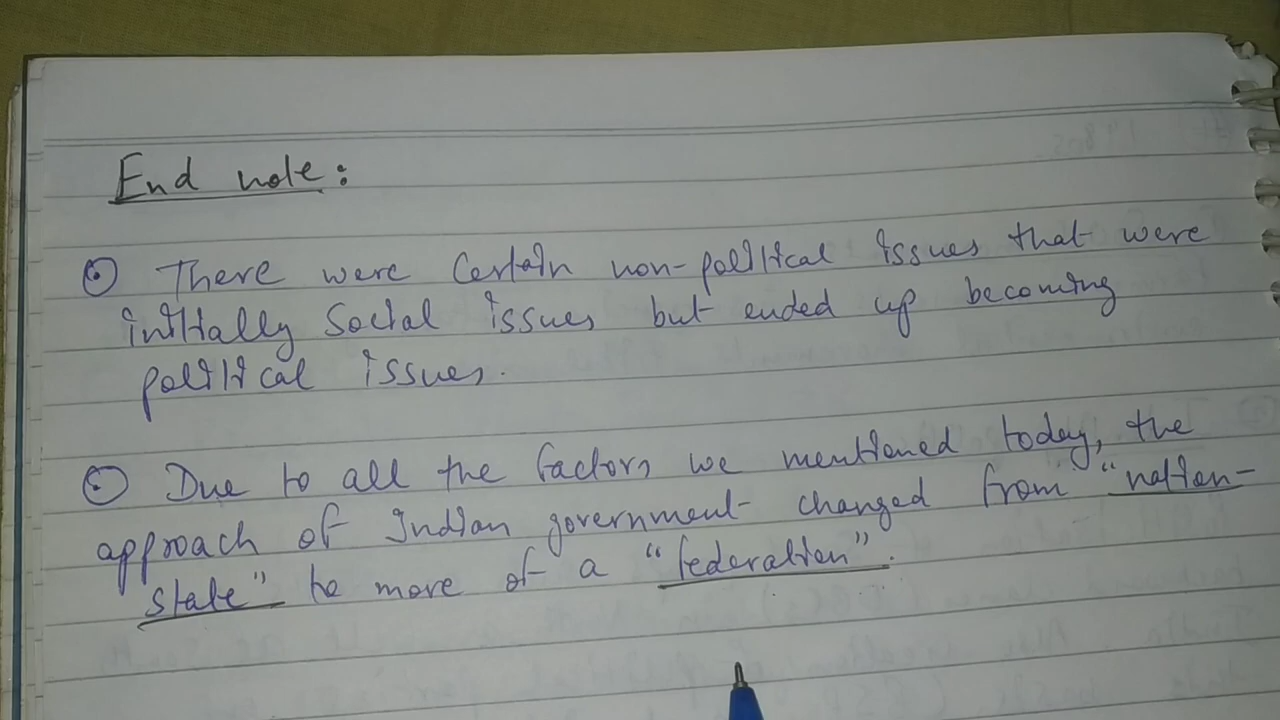 End note:
There were certain non-political issues that were
initially social issues but ended up becoming
political issues.
Due to all the factors we mentioned today, the
approach of Indian government changed from "nation-
state" to more of a "federation".